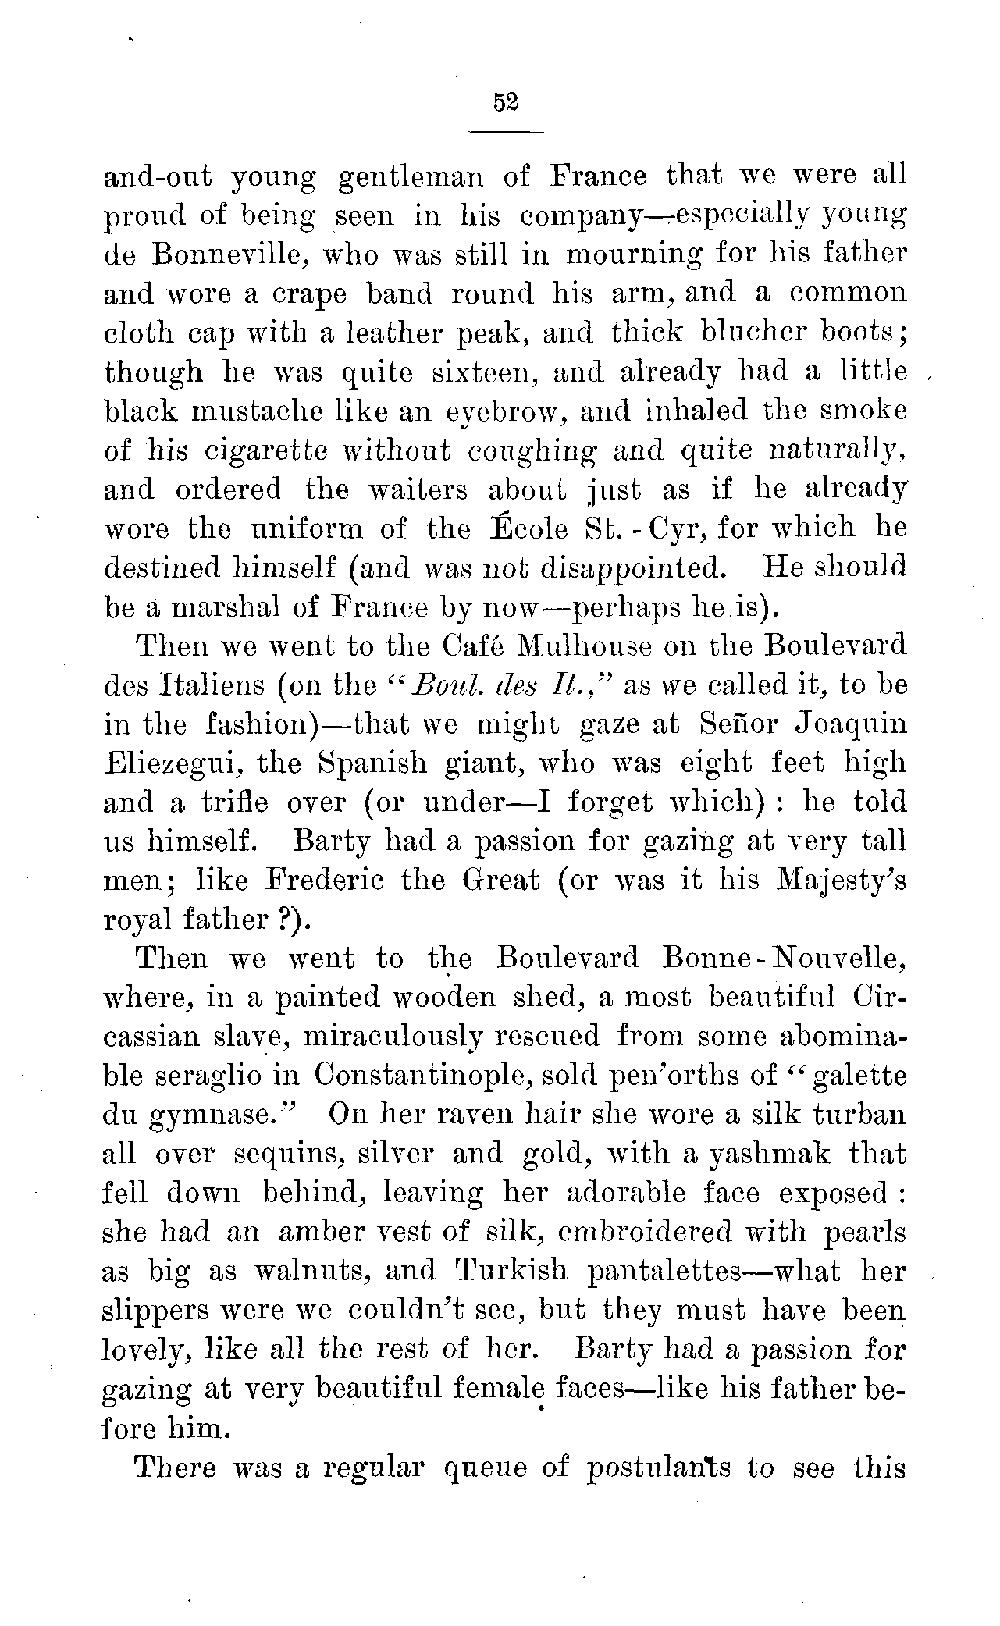 52
and-out young gentleman of France that we were all
proud of being seen in his company—especially young
de Bonneville, who was still in mourning for his father
and wore a crape band round his arm, and a common
cloth cap with a leather peak, and thick blucher boots;
though he was quite sixteen, and already had a little
black mustache like an eyebrow, and inhaled the smoke
of his cigarette without coughing and quite naturally,
and ordered the waiters about just as if he already
wore the uniform of the École St. - Cyr, for which he
destined himself (and was not disappointed. He should
be a marshal of France by now—perhaps he is).
Then we went to the Café Mulhouse on the Boulevard
des Italiens (on the “Boul. des It.,” as we called it, to be
in the fashion)—that we might gaze at Señor Joaquin
Eliezegui, the Spanish giant, who was eight feet high
and a trifle over (or under—I forget which) : he told
us himself. Barty had a passion for gazing at very tall
men; like Frederic the Great (or was it his Majesty's
royal father ?).
Then we went to the Boulevard Bonne-Nouvelle,
where, in a painted wooden shed, a most beautiful Cir-
cassian slave, miraculously rescued from some abomina-
ble seraglio in Constantinople, sold pen'orths of “galette
du gymnase.” On her raven hair she wore a silk turban
all over sequins, silver and gold, with a yashmak that
fell down behind, leaving her adorable face exposed :
she had an amber vest of silk, embroidered with pearls
as big as walnuts, and Turkish pantalettes—what her
slippers were we couldn't see, but they must have been
lovely, like all the rest of her. Barty had a passion for
gazing at very beautiful female faces—like his father be-
fore him.
There was a regular queue of postulants to see this